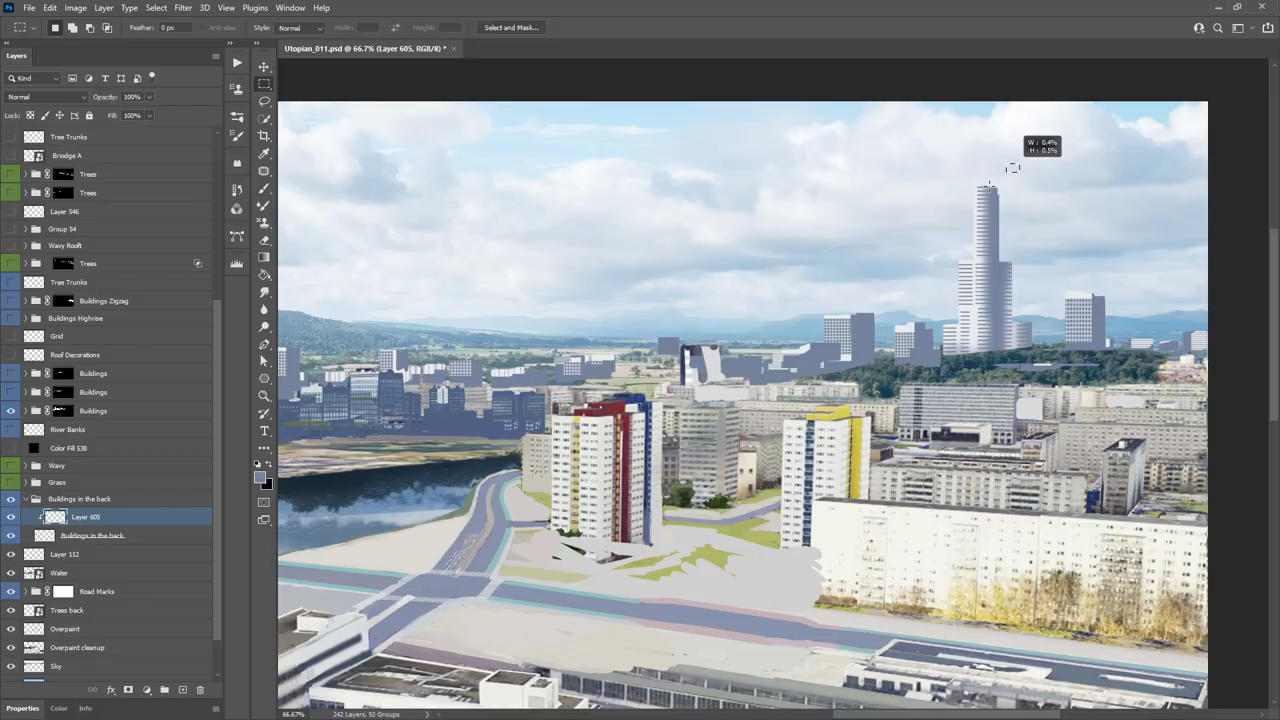 Ps File Edit Image Layer Type Select Filter 3D View Plugins Window Help
Feather: 0 px Anti-alias Style: Normal Width: Height: Select and Mask...
Layers
Utopian_011.psd @ 66.7% (Layer 605, RGB/8) *
Kind
Normal Opacity: 100%
Lock: Fill: 100%
Tree Trunks
W : 0.4%
H : 0.5%
Briodge A
Trees
Trees
Layer 546
Group 54
Wavy Rooft
Trees
Tree Trunks
Buildings Zigzag
Buildings Highrise
Grid
Roof Decorations
Buildings
Buildings
Buildings
River Banks
Color Fill 538
Wavy
Grass
Buildings in the back
Layer 605
Buildings in the back
Layer 112
Water
Road Marks
Trees back
Overpaint
Overpaint cleanup
Sky
Properties Color Info
66.67% 242 Layers, 92 Groups